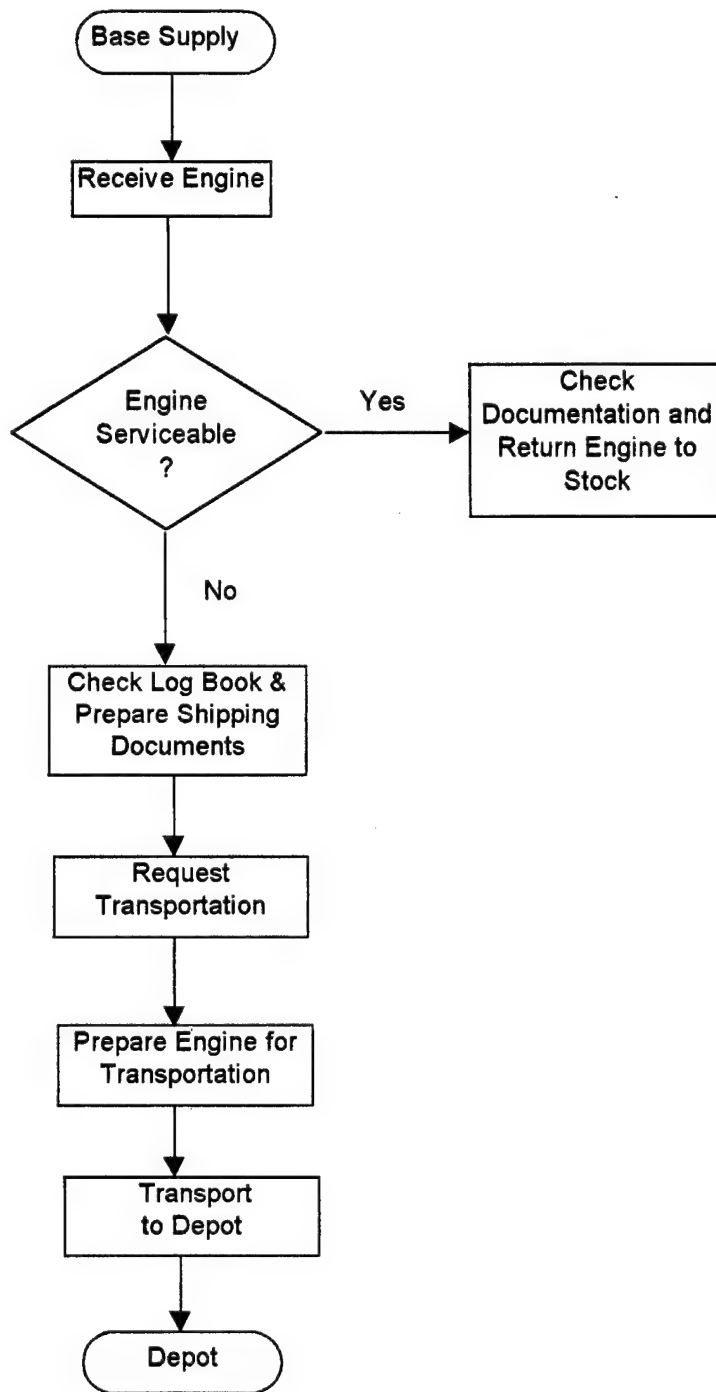 Base Supply
Receive Engine
Engine
Serviceable
?
Yes
Check
Documentation and
Return Engine to
Stock
No
Check Log Book &
Prepare Shipping
Documents
Request
Transportation
Prepare Engine for
Transportation
Transport
to Depot
Depot